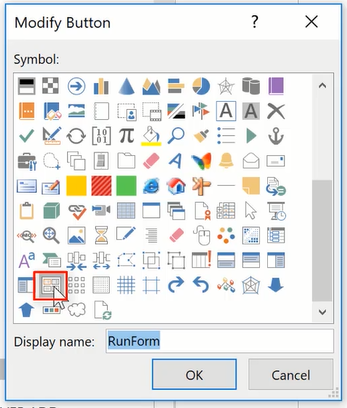 Modify Button
Symbol:
Display name: RunForm
OK Cancel